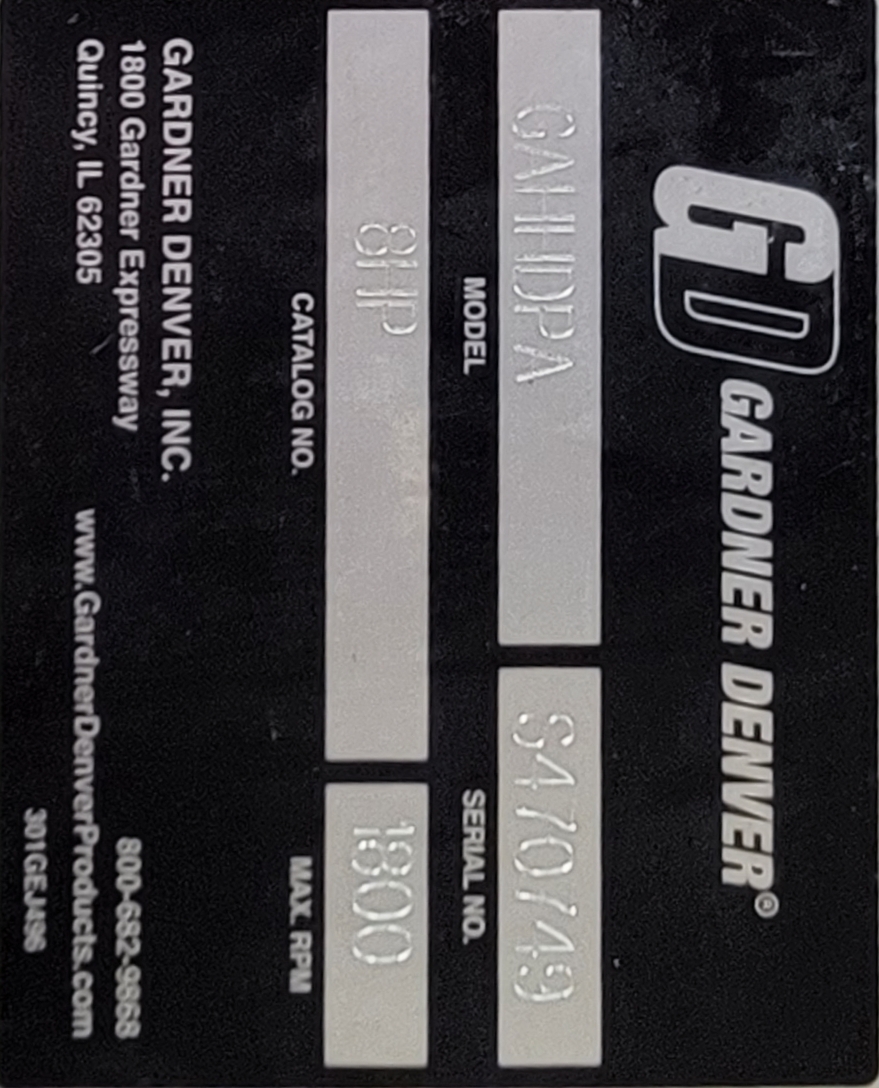 GD GARDNER DENVER®
GAHHDPA S470749
MODEL SERIAL NO.
8HP 1800
CATALOG NO. MAX. RPM
GARDNER DENVER, INC.
1800 Gardner Expressway 800-682-9868
Quincy, IL 62305 www.GardnerDenverProducts.com
301GEJ496